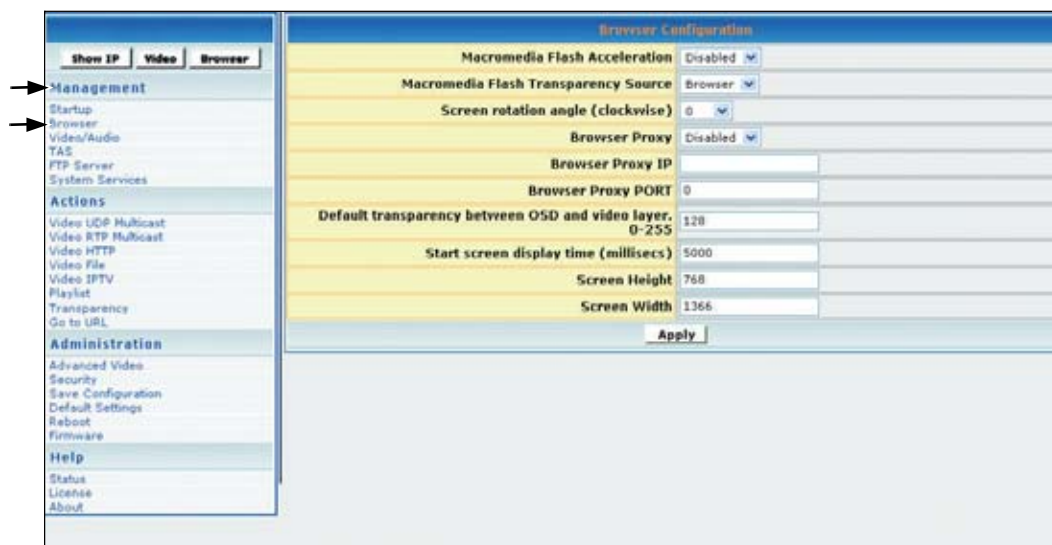 Show IP Video Browser
Management
Startup
Browser
Video/Audio
TAS
FTP Server
System Services
Actions
Video UDP Multicast
Video RTP Multicast
Video HTTP
Video File
Video IPTV
Playlist
Transparency
Go to URL
Administration
Advanced Video
Security
Save Configuration
Default Settings
Reboot
Firmware
Help
Status
License
About
Browser Configuration
Macromedia Flash Acceleration Disabled
Macromedia Flash Transparency Source Browser
Screen rotation angle (clockwise) 0
Browser Proxy Disabled
Browser Proxy IP
Browser Proxy PORT 0
Default transparency between OSD and video layer.
0-255 128
Start screen display time (millisecs) 5000
Screen Height 768
Screen Width 1366
Apply